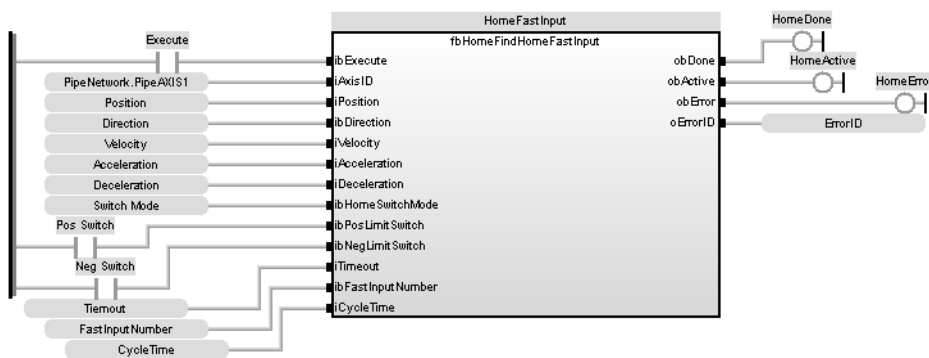 HomeFastInput
HomeDone
Execute
fbHomeFindHomeFastInput
HomeActive
ibExecute
obDone
HomeErro
PipeNetwork.PipeAXIS1
iAxisID
obActive
Position
iPosition
obError
Direction
ibDirection
oErrorID
ErrorID
Velocity
iVelocity
Acceleration
iAcceleration
Deceleration
iDeceleration
Switch Mode
ibHomeSwitchMode
Pos Switch
ibPosLimitSwitch
ibNegLimitSwitch
Neg Switch
iTimeout
ibFastInputNumber
Tiemout
iCycleTime
FastInputNumber
CycleTime